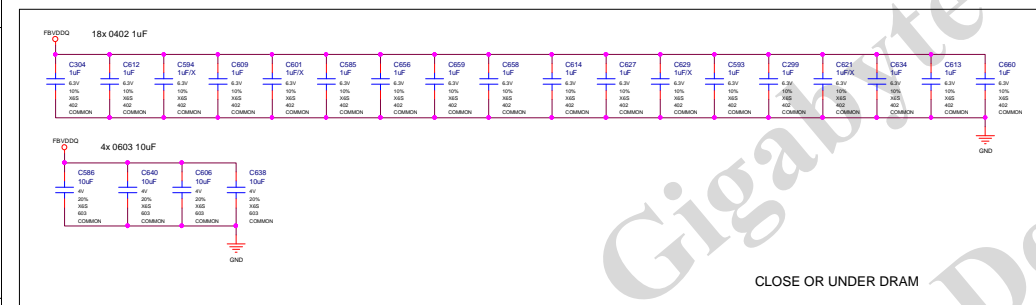 FBVDDQ
18x 0402 1uF
C304 C612 C594 C609 C601 C585 C656 C659 C658 C614 C627 C629 C593 C299 C621 C634 C613 C660
1uF 1uF 1uF/X 1uF 1uF/X 1uF 1uF 1uF 1uF 1uF 1uF 1uF/X 1uF 1uF 1uF/X 1uF 1uF 1uF
6.3V 6.3V 6.3V 6.3V 6.3V 6.3V 6.3V 6.3V 6.3V 6.3V 6.3V 6.3V 6.3V 6.3V 6.3V 6.3V 6.3V 6.3V
10% 10% 10% 10% 10% 10% 10% 10% 10% 10% 10% 10% 10% 10% 10% 10% 10% 10%
X6S X6S X6S X6S X6S X6S X6S X6S X6S X6S X6S X6S X6S X6S X6S X6S X6S X6S
402 402 402 402 402 402 402 402 402 402 402 402 402 402 402 402 402 402
COMMON COMMON COMMON COMMON COMMON COMMON COMMON COMMON COMMON COMMON COMMON COMMON COMMON COMMON COMMON COMMON COMMON COMMON
GND
FBVDDQ
4x 0603 10uF
C586 C640 C606 C638
10uF 10uF 10uF 10uF
4V 4V 4V 4V
20% 20% 20% 20%
X6S X6S X6S X6S
603 603 603 603
COMMON COMMON COMMON COMMON
GND
CLOSE OR UNDER DRAM
Gigabyte